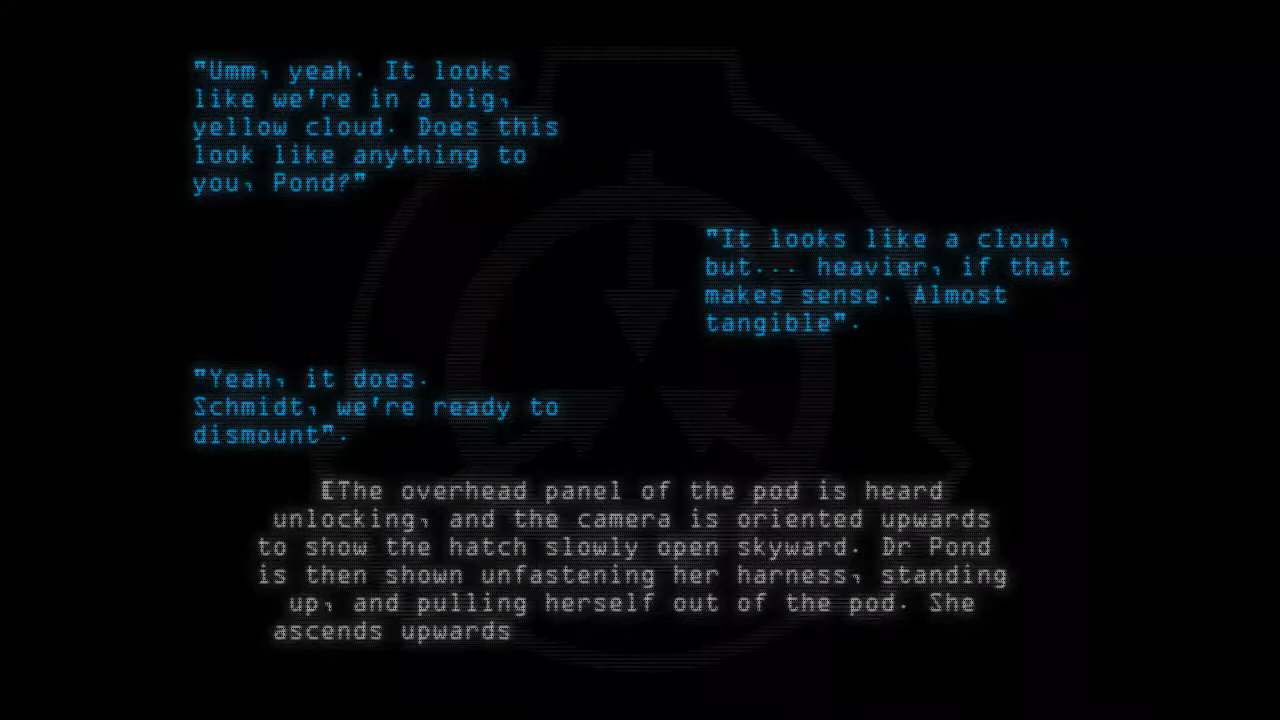 "Umm, yeah. It looks
like we're in a big,
yellow cloud. Does this
look like anything to
you, Pond?"
"It looks like a cloud,
but... heavier, if that
makes sense. Almost
tangible".
"Yeah, it does.
Schmidt, we're ready to
dismount".
[The overhead panel of the pod is heard
unlocking, and the camera is oriented upwards
to show the hatch slowly open skyward. Dr Pond
is then shown unfastening her harness, standing
up, and pulling herself out of the pod. She
ascends upwards